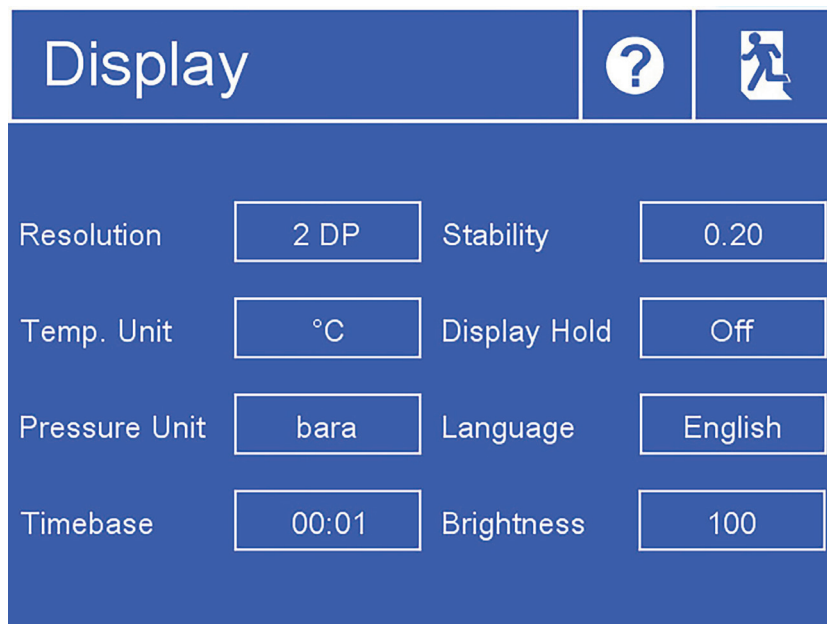 Display
?
Resolution 2 DP Stability 0.20
Temp. Unit °C Display Hold Off
Pressure Unit bara Language English
Timebase 00:01 Brightness 100